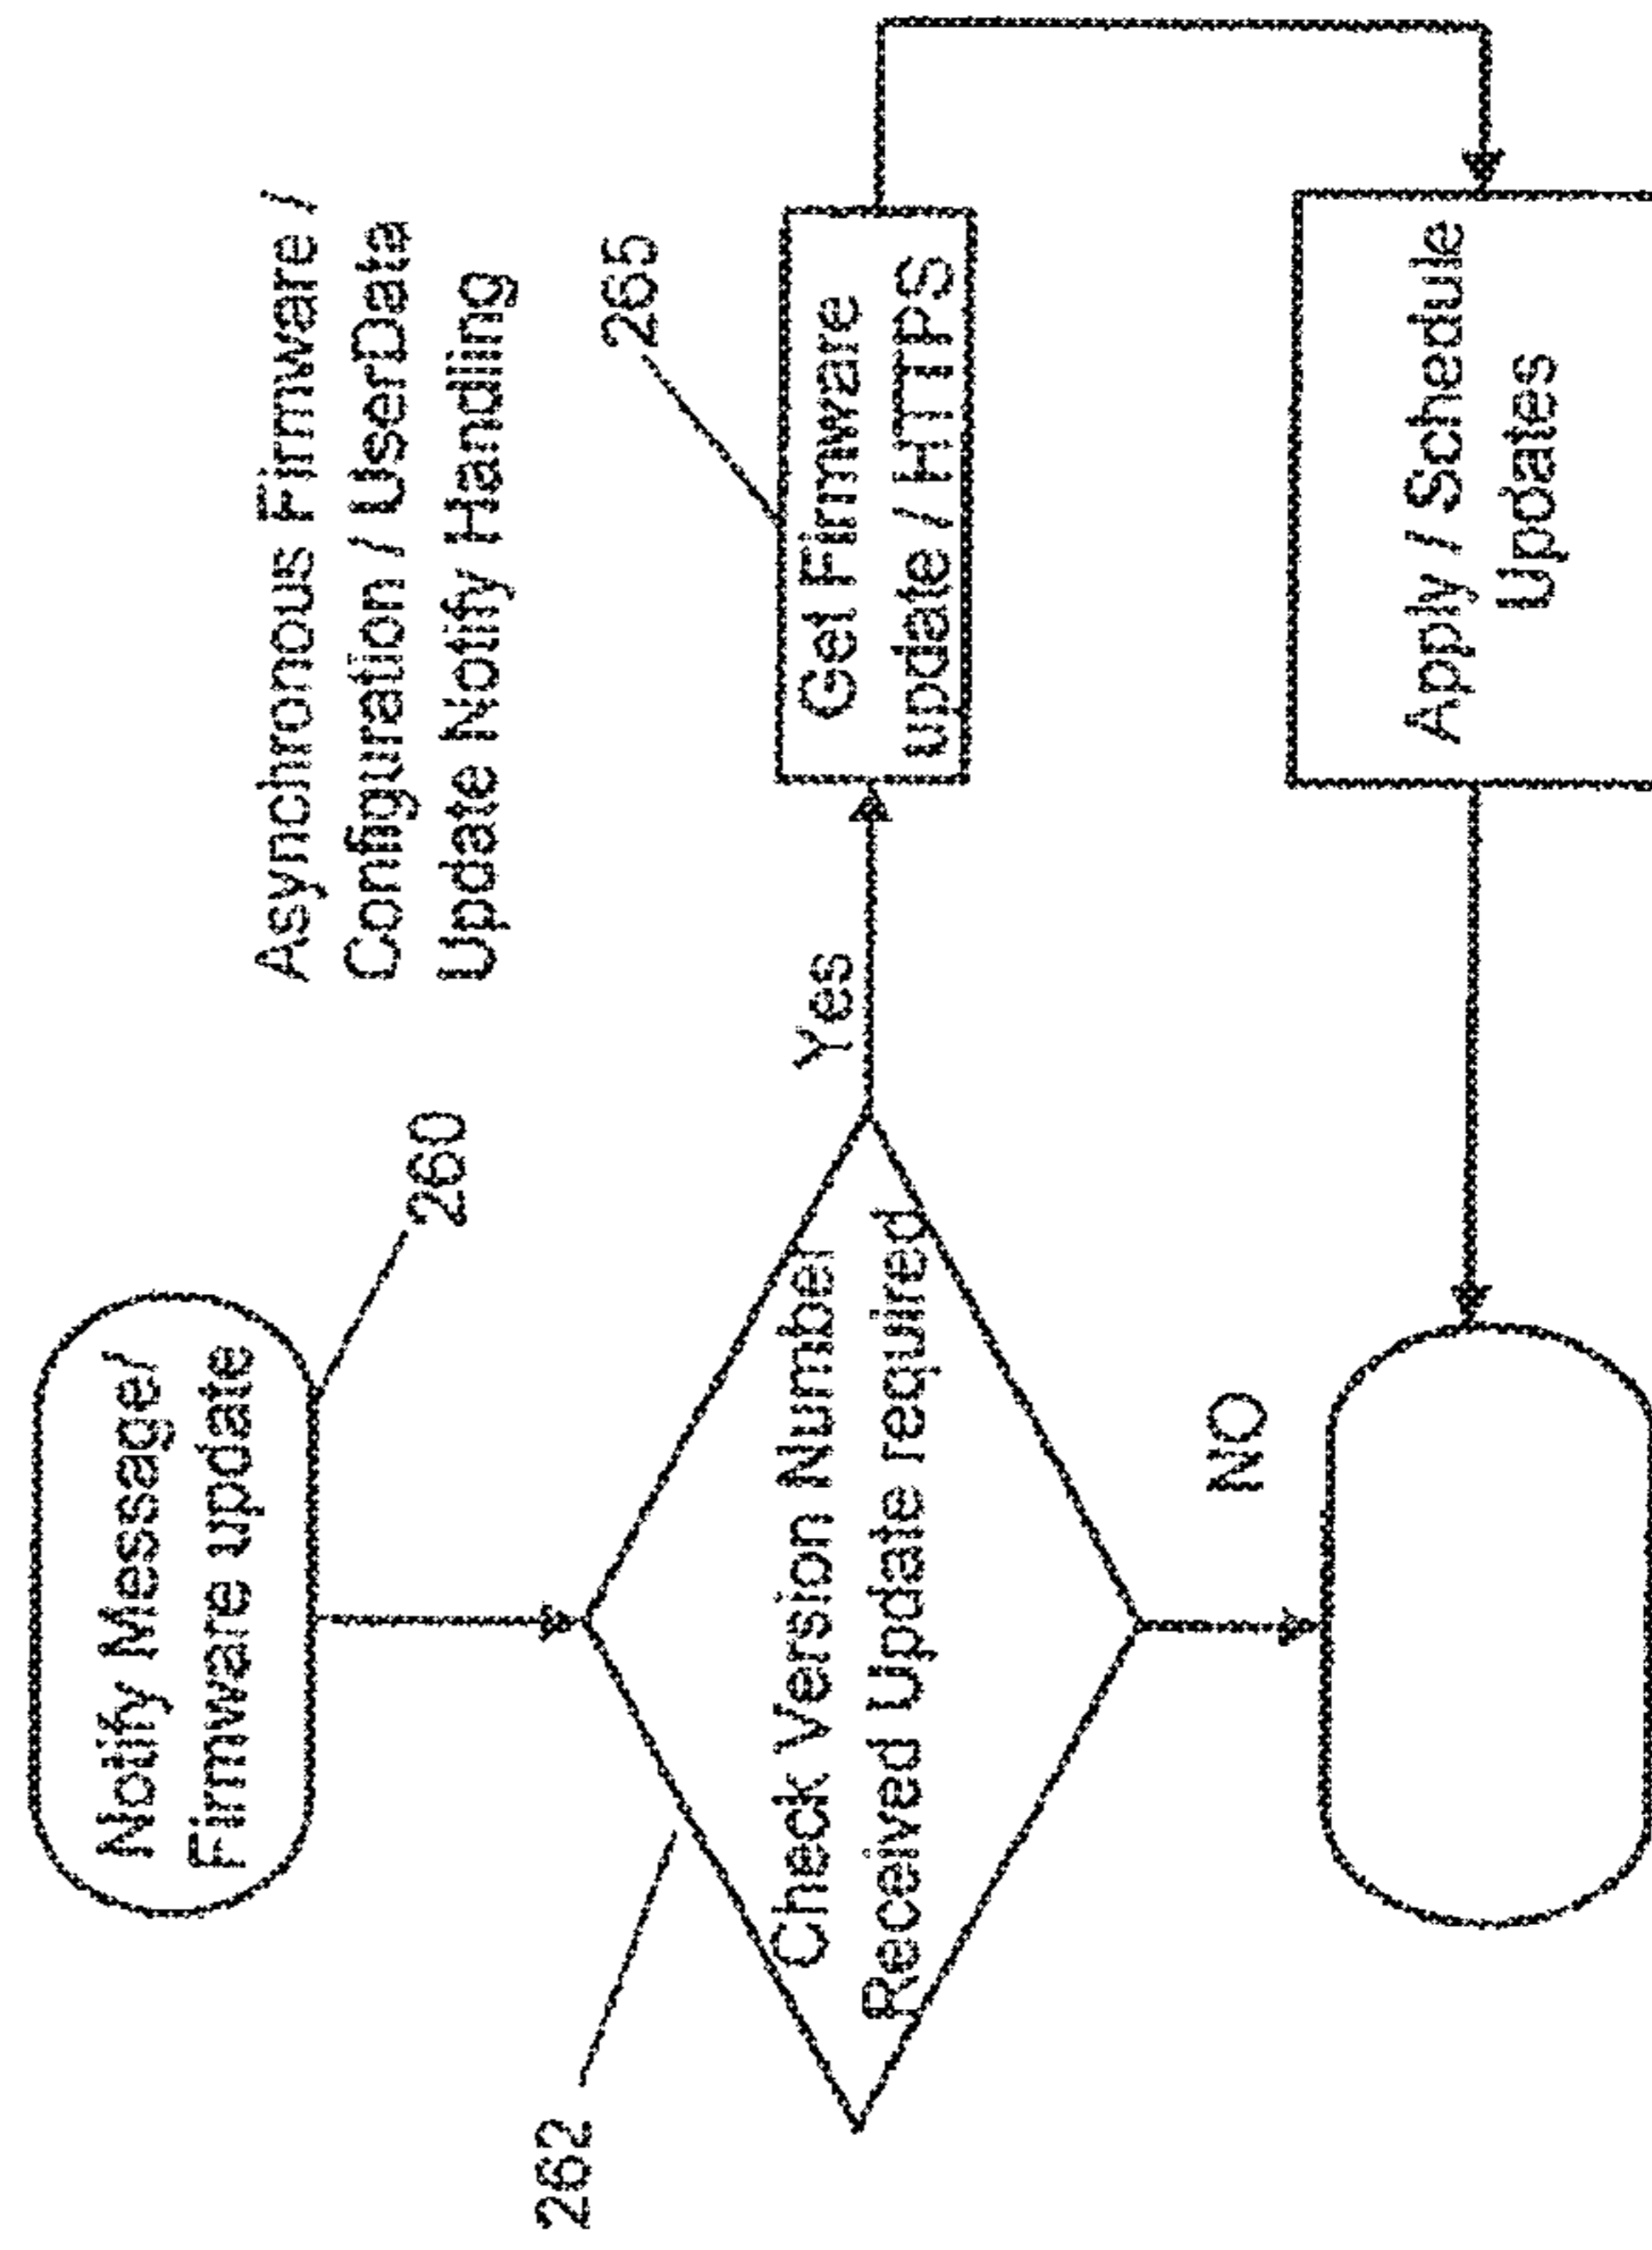 Asynchronous Firmware /
Configuration / UserData
Update Notify Handling
Notify Message/
Firmware update
260
262
Check Version Number
Received Update required
Yes
265
Get Firmware
update / HTTPS
NO
Apply / Schedule
Updates